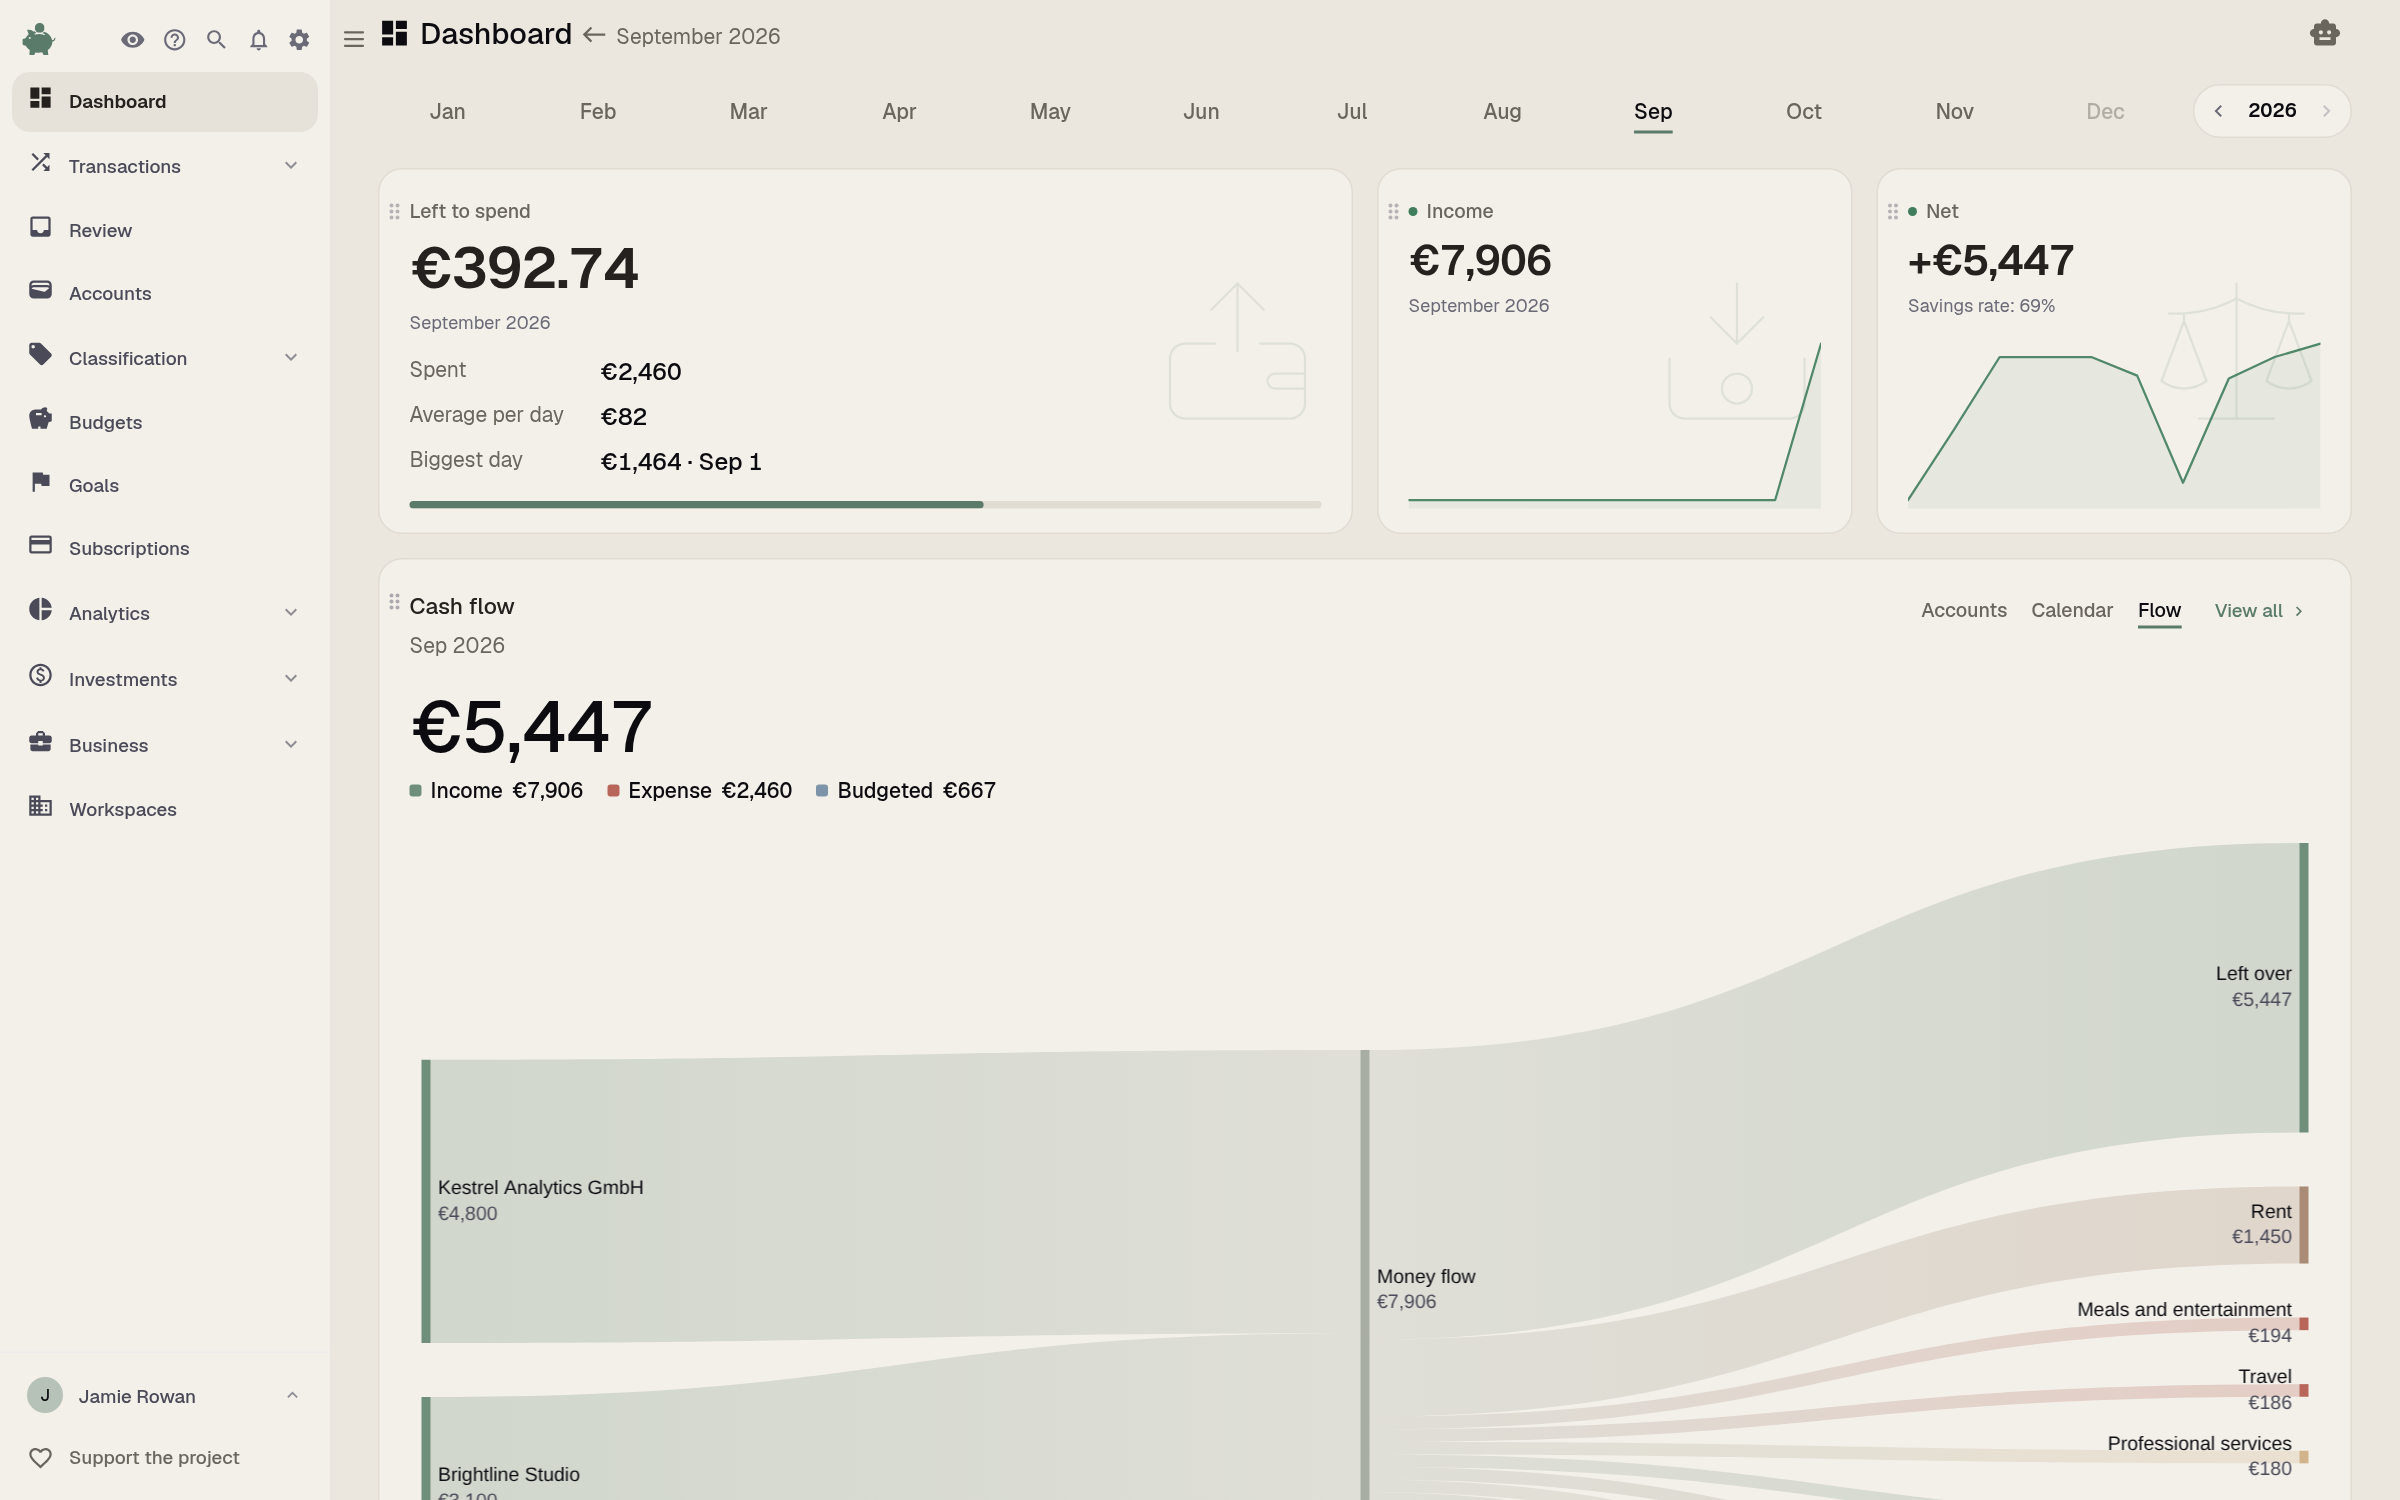 Dashboard
Transactions
Review
Accounts
Classification
Budgets
Goals
Subscriptions
Analytics
Investments
Business
Workspaces
J Jamie Rowan
Support the project
Dashboard ← September 2026
Jan Feb Mar Apr May Jun Jul Aug Sep Oct Nov Dec 2026
Left to spend
€392.74
September 2026
Spent €2,460
Average per day €82
Biggest day €1,464 · Sep 1
Income
€7,906
September 2026
Net
+€5,447
Savings rate: 69%
Cash flow
Sep 2026
Accounts Calendar Flow View all
€5,447
Income €7,906 Expense €2,460 Budgeted €667
Left over
€5,447
Kestrel Analytics GmbH
€4,800
Rent
€1,450
Money flow
€7,906
Meals and entertainment
€194
Travel
€186
Professional services
€180
Brightline Studio
€3,100